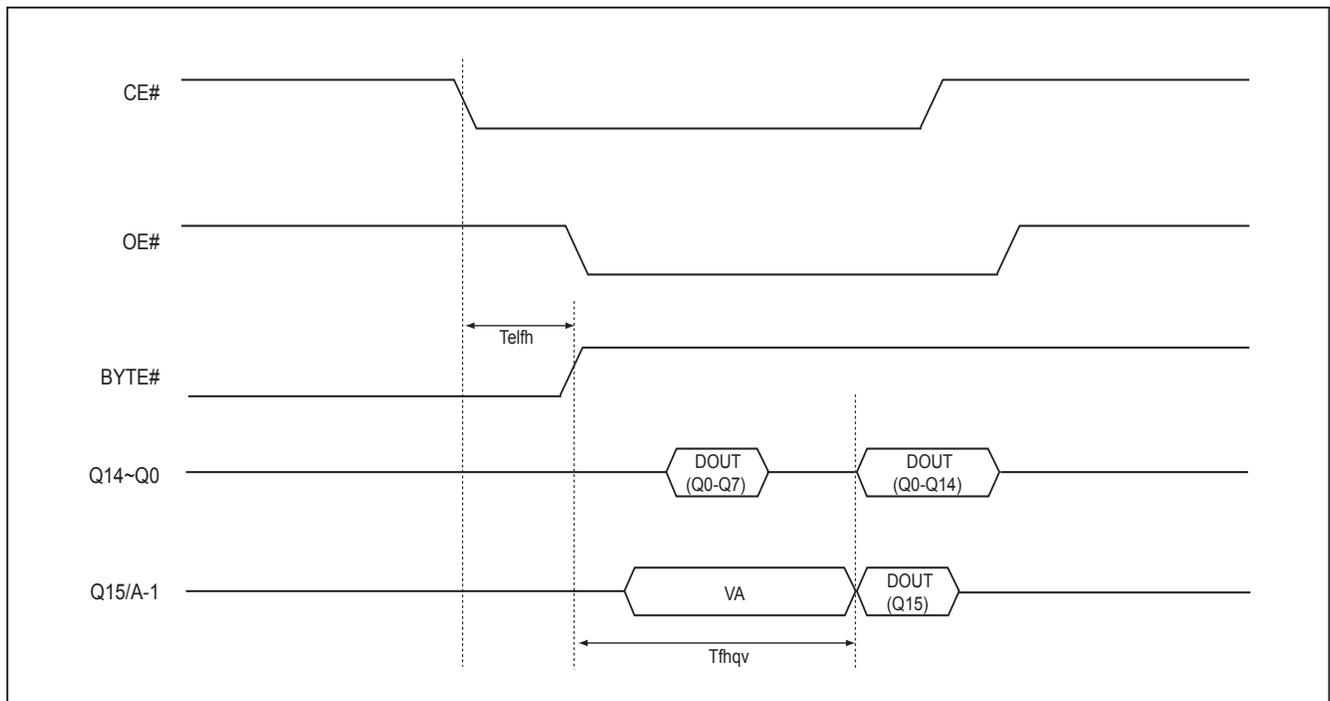 CE#
OE#
Telfh
BYTE#
Q14~Q0
DOUT
(Q0-Q7)
DOUT
(Q0-Q14)
Q15/A-1
VA
DOUT
(Q15)
Tfhqv